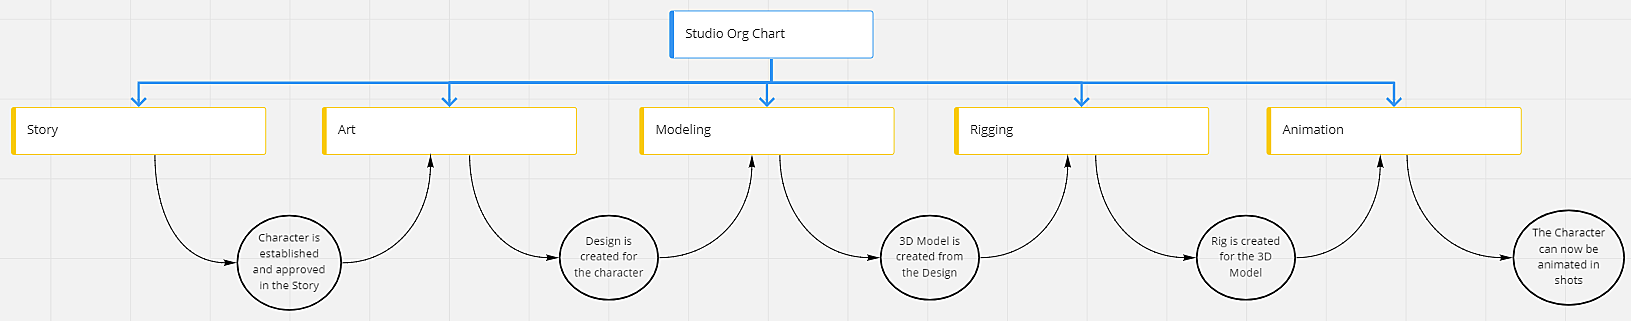 Studio Org Chart
Story
Art
Modeling
Rigging
Animation
Character is
established
and approved
in the Story
Design is
created for
the character
3D Model is
created from
the Design
Rig is created
for the 3D
Model
The Character
can now be
animated in
shots